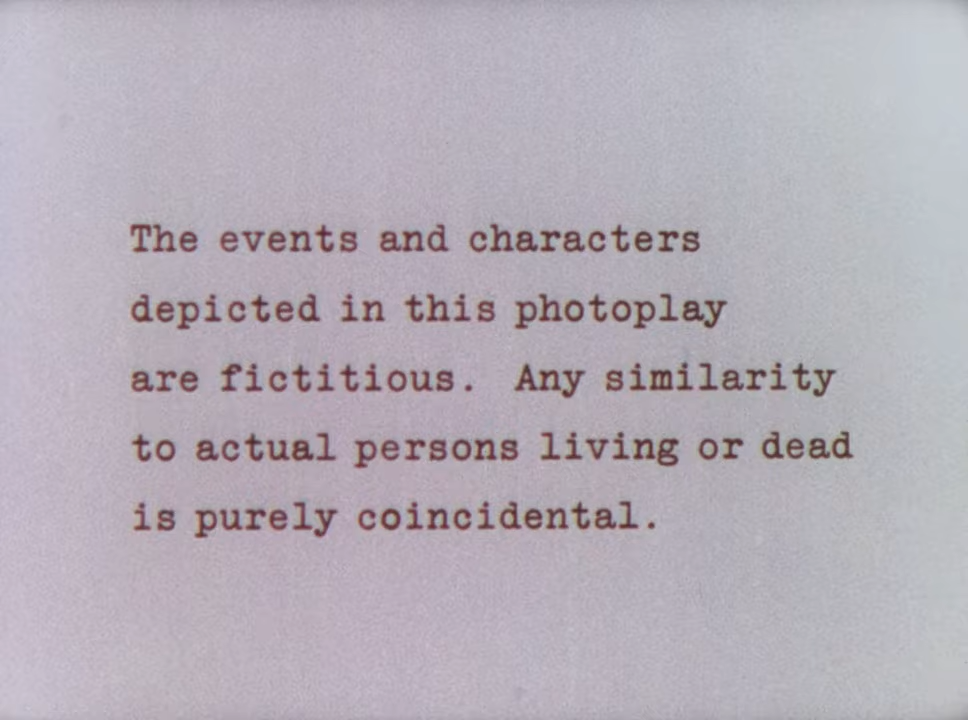 The events and characters
depicted in this photoplay
are fictitious.  Any similarity
to actual persons living or dead
is purely coincidental.